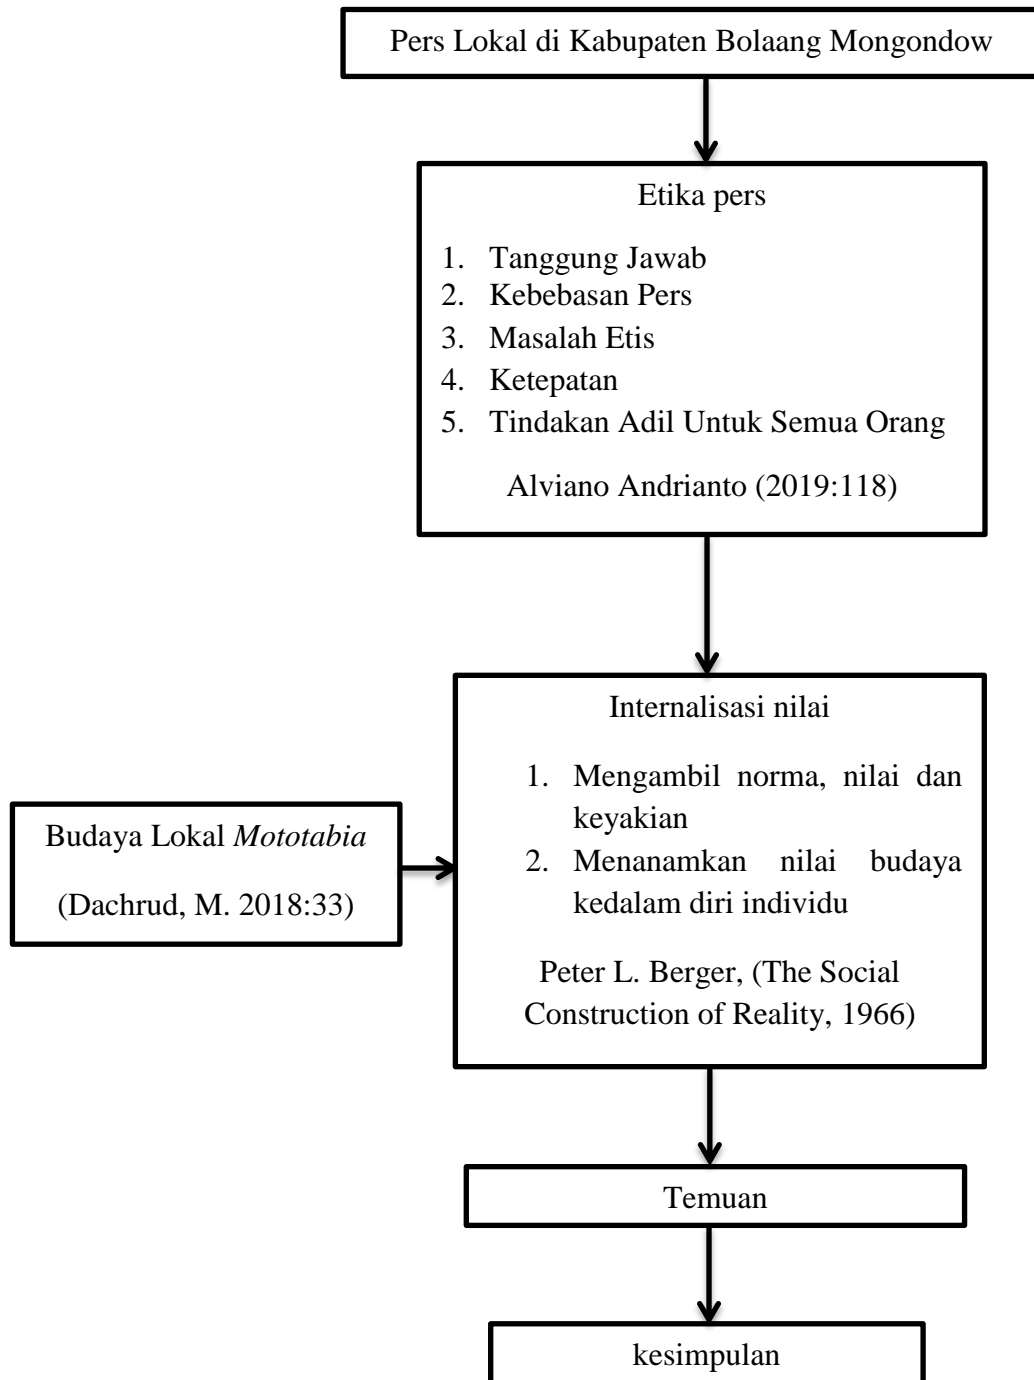 Pers Lokal di Kabupaten Bolaang Mongondow
Etika pers
1. Tanggung Jawab
2. Kebebasan Pers
3. Masalah Etis
4. Ketepatan
5. Tindakan Adil Untuk Semua Orang
Alviano Andrianto (2019:118)
Internalisasi nilai
1. Mengambil norma, nilai dan
keyakian
2. Menanamkan nilai budaya
kedalam diri individu
Peter L. Berger, (The Social
Construction of Reality, 1966)
Budaya Lokal Mototabia
(Dachrud, M. 2018:33)
Temuan
kesimpulan